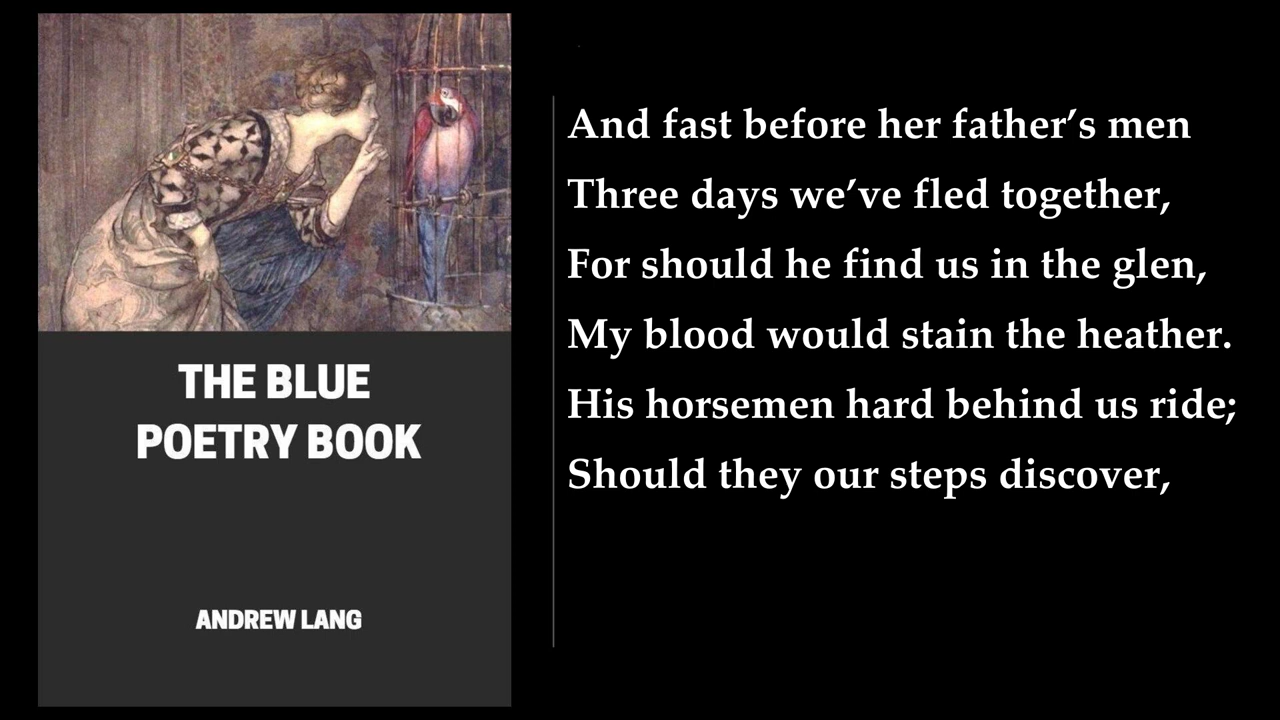 THE BLUE
POETRY BOOK
ANDREW LANG
And fast before her father’s men
Three days we’ve fled together,
For should he find us in the glen,
My blood would stain the heather.
His horsemen hard behind us ride;
Should they our steps discover,